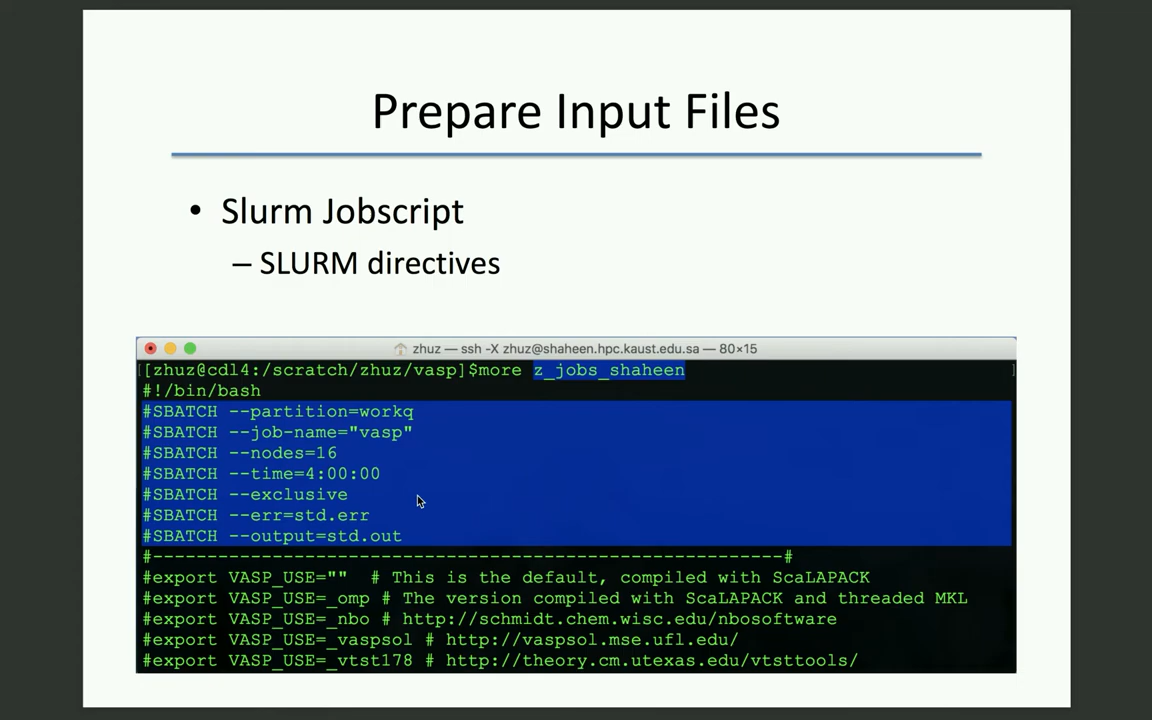 Prepare Input Files
• Slurm Jobscript
– SLURM directives
zhuz — ssh -X zhuz@shaheen.hpc.kaust.edu.sa — 80×15
[[zhuz@cdl4:/scratch/zhuz/vasp]$more z_jobs_shaheen ]
#!/bin/bash
#SBATCH --partition=workq
#SBATCH --job-name="vasp"
#SBATCH --nodes=16
#SBATCH --time=4:00:00
#SBATCH --exclusive
#SBATCH --err=std.err
#SBATCH --output=std.out
#----------------------------------------------------------#
#export VASP_USE=""  # This is the default, compiled with ScaLAPACK
#export VASP_USE=_omp # The version compiled with ScaLAPACK and threaded MKL
#export VASP_USE=_nbo # http://schmidt.chem.wisc.edu/nbosoftware
#export VASP_USE=_vaspsol # http://vaspsol.mse.ufl.edu/
#export VASP_USE=_vtst178 # http://theory.cm.utexas.edu/vtsttools/